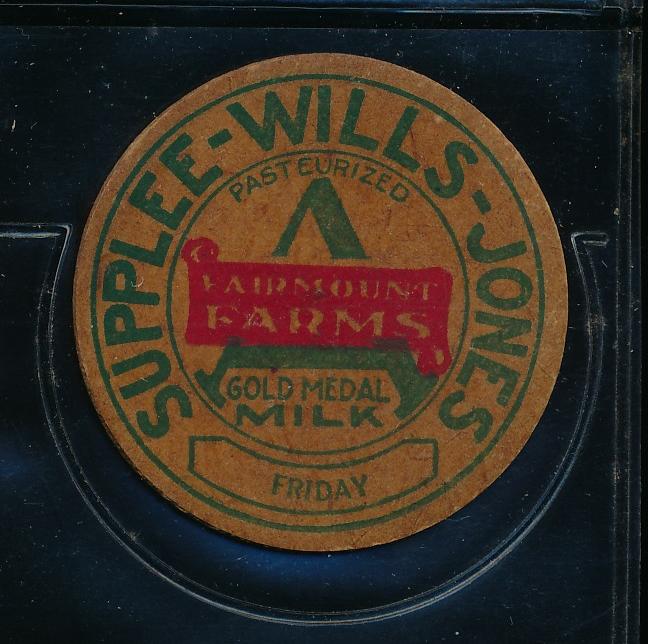 SUPPLEE-WILLS-JONES
PASTEURIZED
A
FAIRMOUNT
FARMS
GOLD MEDAL
MILK
FRIDAY